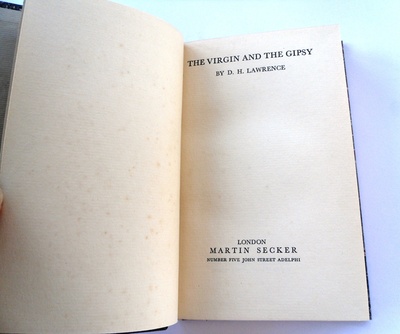 THE VIRGIN AND THE GIPSY
BY D. H. LAWRENCE
LONDON
MARTIN SECKER
NUMBER FIVE JOHN STREET ADELPHI